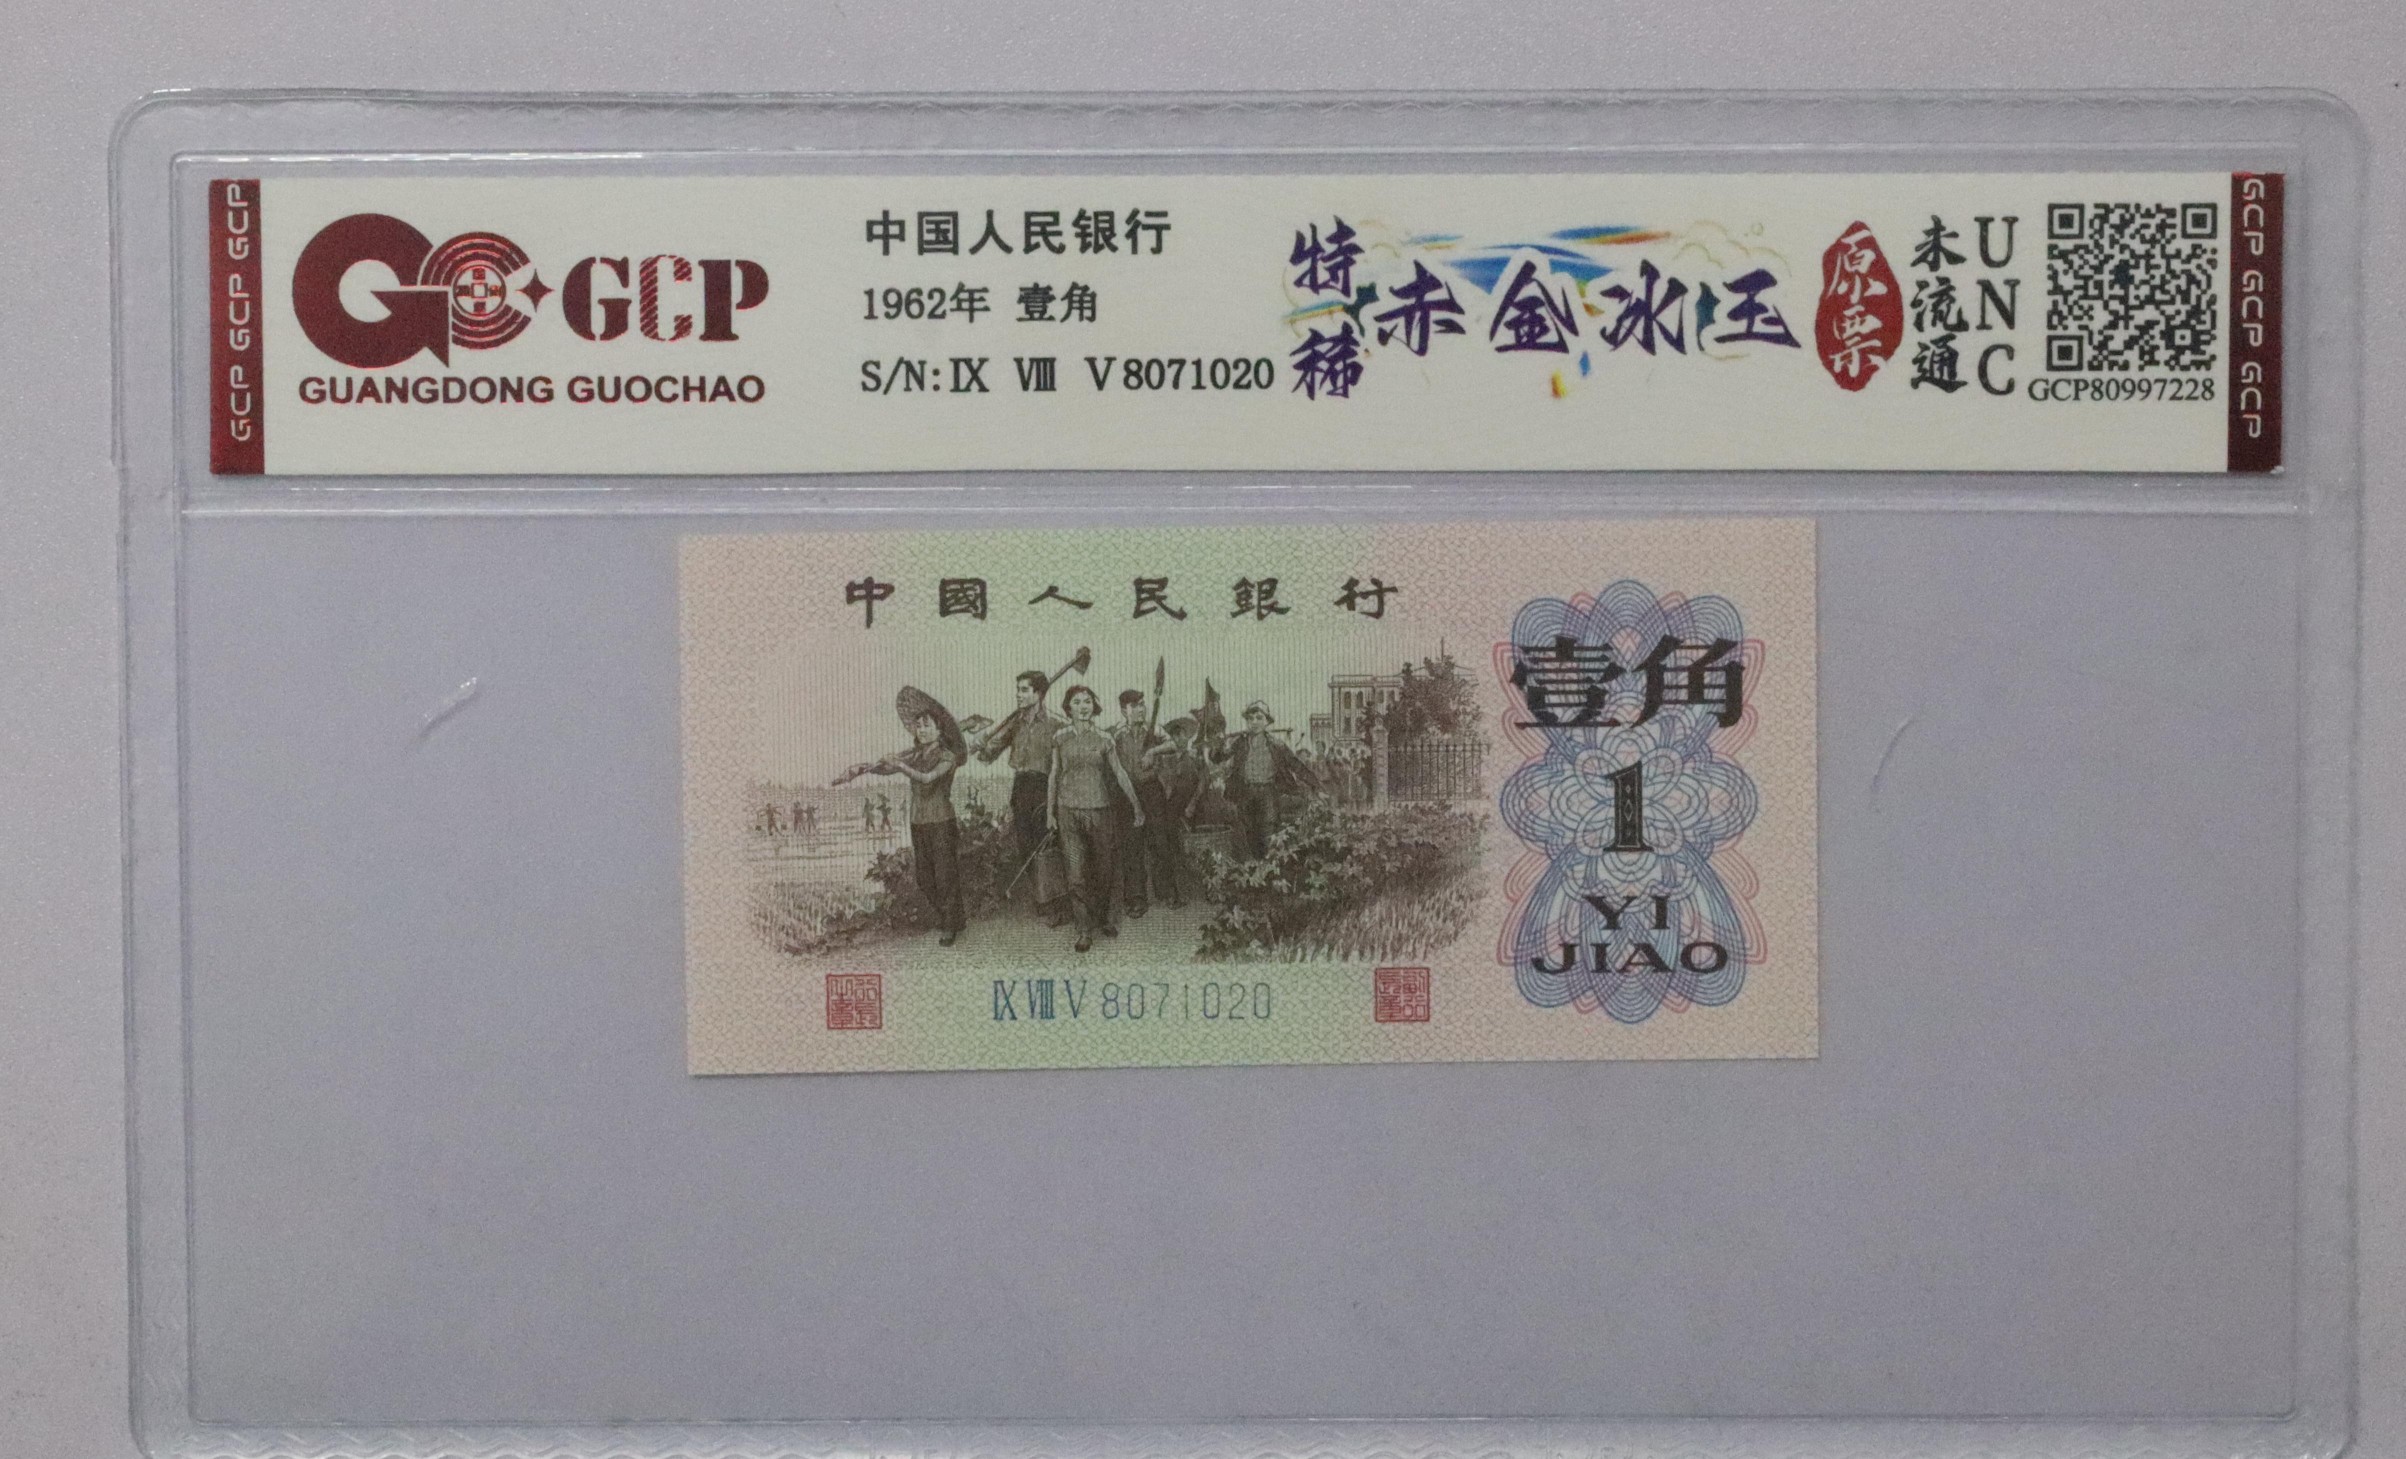 GCP GCP GCP
GCP
GUANGDONG GUOCHAO
中国人民银行
1962年 壹角
S/N:Ⅸ Ⅷ Ⅴ8071020
特稀
赤金冰玉
原票
未流通
UNC
GCP80997228
GCP GCP GCP
中國人民銀行
壹角
1
YI
JIAO
ⅨⅧⅤ8071020